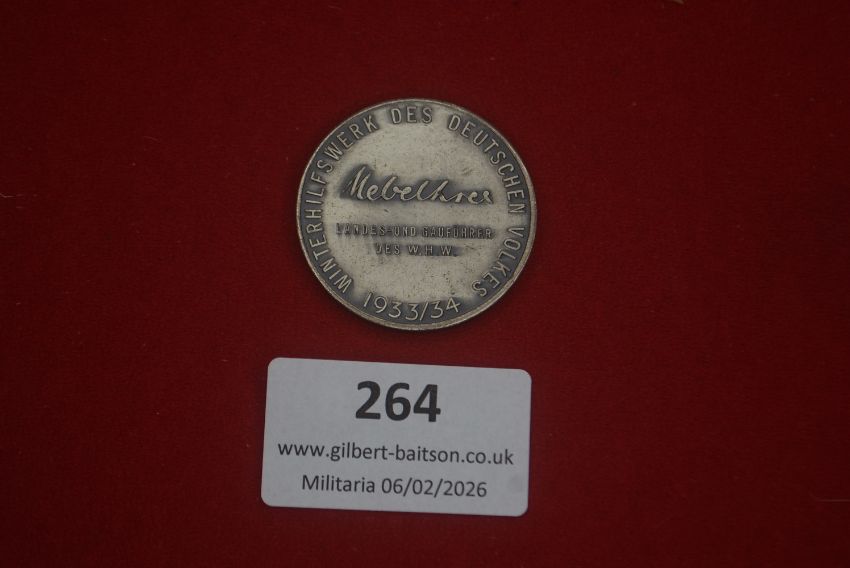 WINTERHILFSWERK DES DEUTSCHEN VOLKES
Mebelhrer
LANDES-UND GAUFÜHRER
DES W.H.W.
1933/34
264
www.gilbert-baitson.co.uk
Militaria 06/02/2026